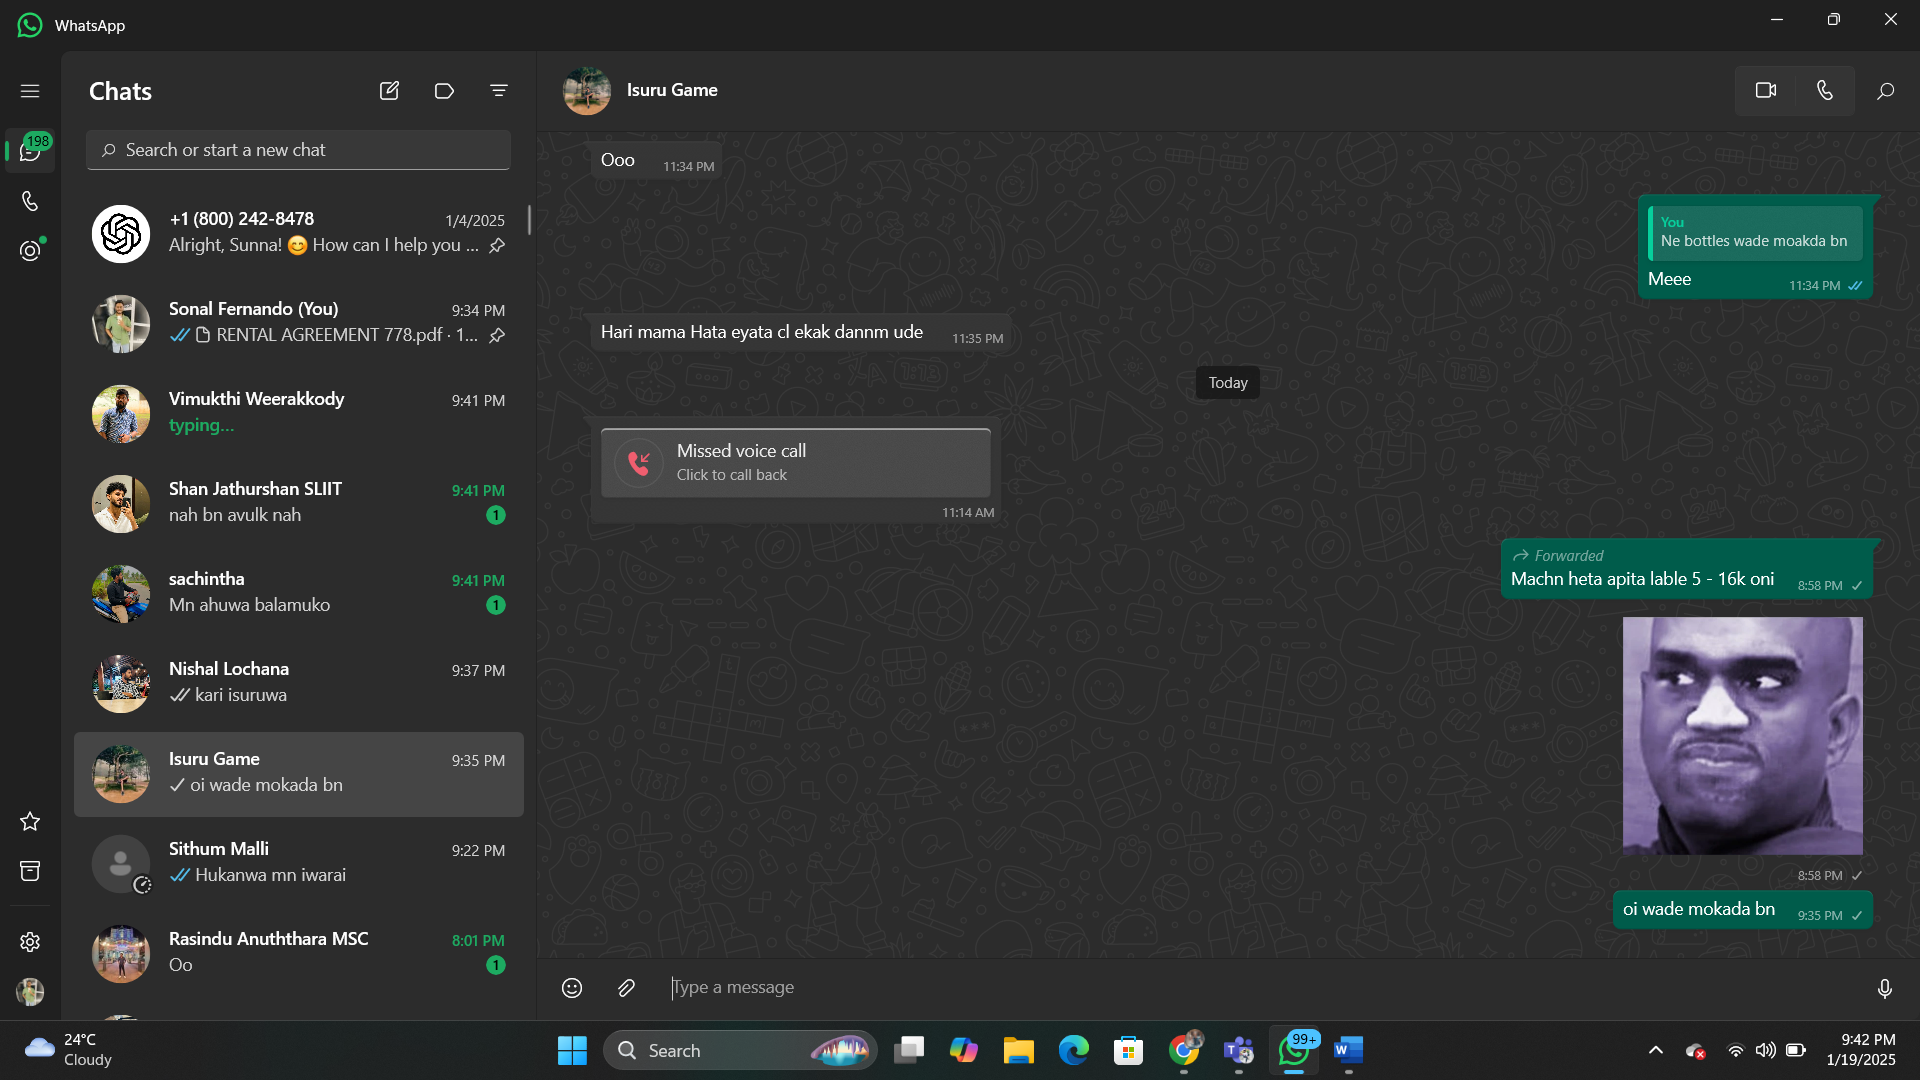 WhatsApp
Chats
198
Search or start a new chat
+1 (800) 242-8478
1/4/2025
Alright, Sunna! 😊 How can I help you ...
Sonal Fernando (You)
9:34 PM
RENTAL AGREEMENT 778.pdf · 1...
Vimukthi Weerakkody
9:41 PM
typing...
Shan Jathurshan SLIIT
9:41 PM
nah bn avulk nah
1
sachintha
9:41 PM
Mn ahuwa balamuko
1
Nishal Lochana
9:37 PM
kari isuruwa
Isuru Game
9:35 PM
oi wade mokada bn
Sithum Malli
9:22 PM
Hukanwa mn iwarai
Rasindu Anuththara MSC
8:01 PM
Oo
1
Isuru Game
Ooo
11:34 PM
You
Ne bottles wade moakda bn
Meee
11:34 PM
Hari mama Hata eyata cl ekak dannm ude
11:35 PM
Today
Missed voice call
Click to call back
11:14 AM
Forwarded
Machn heta apita lable 5 - 16k oni
8:58 PM
8:58 PM
oi wade mokada bn
9:35 PM
Type a message
24°C
Cloudy
Search
99+
9:42 PM
1/19/2025